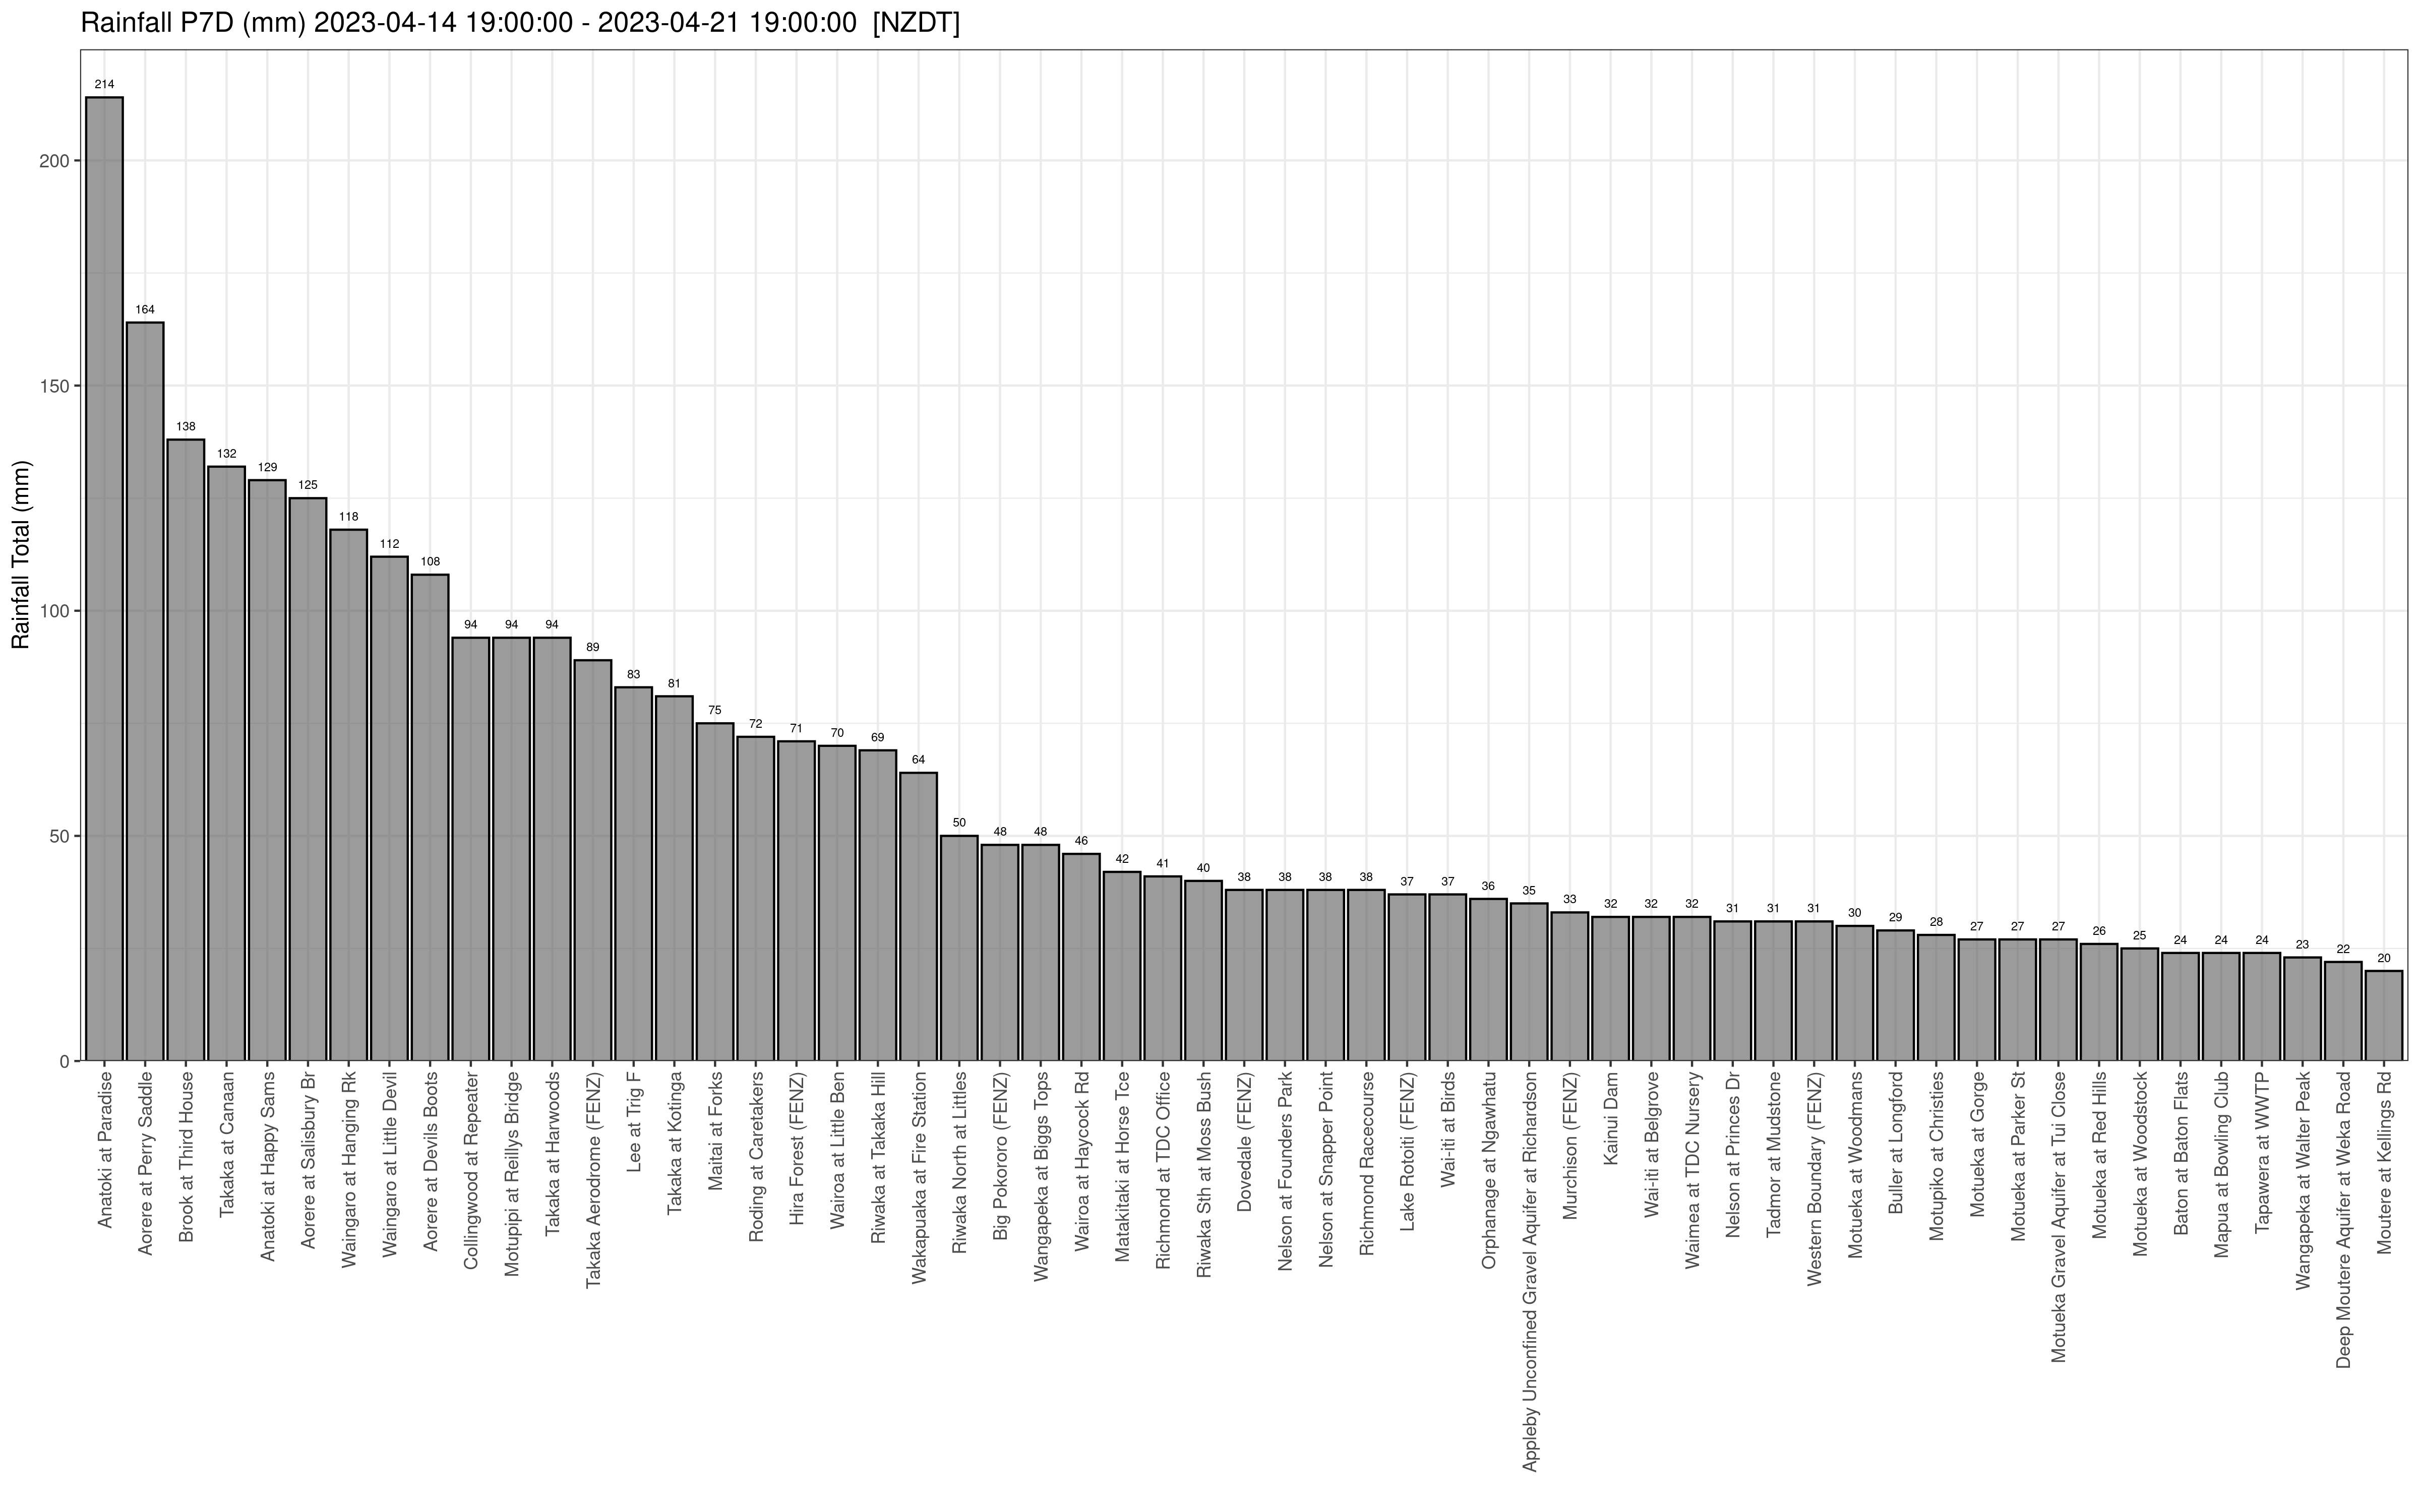 Rainfall P7D (mm) 2023-04-14 19:00:00 - 2023-04-21 19:00:00  [NZDT]
Rainfall Total (mm)
200
150
100
50
0
214
164
138
132
129
125
118
112
108
94
94
94
89
83
81
75
72
71
70
69
64
50
48
48
46
42
41
40
38
38
38
38
37
37
36
35
33
32
32
32
31
31
31
30
29
28
27
27
27
26
25
24
24
24
23
22
20
Anatoki at Paradise
Aorere at Perry Saddle
Brook at Third House
Takaka at Canaan
Anatoki at Happy Sams
Aorere at Salisbury Br
Waingaro at Hanging Rk
Waingaro at Little Devil
Aorere at Devils Boots
Collingwood at Repeater
Motupipi at Reillys Bridge
Takaka at Harwoods
Takaka Aerodrome (FENZ)
Lee at Trig F
Takaka at Kotinga
Maitai at Forks
Roding at Caretakers
Hira Forest (FENZ)
Wairoa at Little Ben
Riwaka at Takaka Hill
Wakapuaka at Fire Station
Riwaka North at Littles
Big Pokororo (FENZ)
Wangapeka at Biggs Tops
Wairoa at Haycock Rd
Matakitaki at Horse Tce
Richmond at TDC Office
Riwaka Sth at Moss Bush
Dovedale (FENZ)
Nelson at Founders Park
Nelson at Snapper Point
Richmond Racecourse
Lake Rotoiti (FENZ)
Wai-iti at Birds
Orphanage at Ngawhatu
Appleby Unconfined Gravel Aquifer at Richardson
Murchison (FENZ)
Kainui Dam
Wai-iti at Belgrove
Waimea at TDC Nursery
Nelson at Princes Dr
Tadmor at Mudstone
Western Boundary (FENZ)
Motueka at Woodmans
Buller at Longford
Motupiko at Christies
Motueka at Gorge
Motueka at Parker St
Motueka Gravel Aquifer at Tui Close
Motueka at Red Hills
Motueka at Woodstock
Baton at Baton Flats
Mapua at Bowling Club
Tapawera at WWTP
Wangapeka at Walter Peak
Deep Moutere Aquifer at Weka Road
Moutere at Kellings Rd